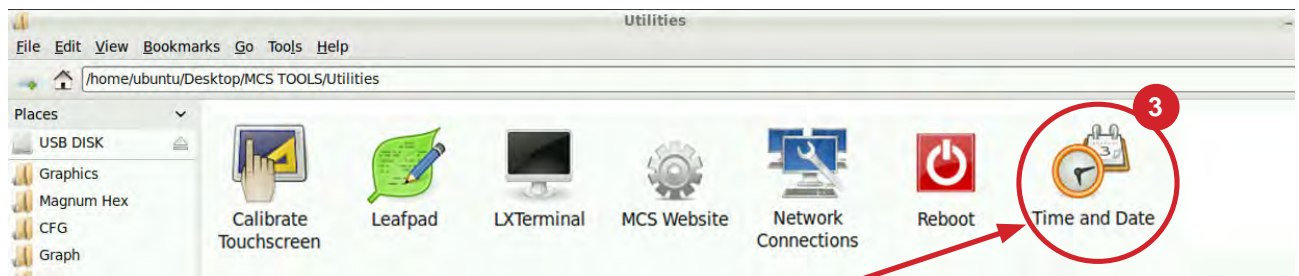 Utilities
File Edit View Bookmarks Go Tools Help
/home/ubuntu/Desktop/MCS TOOLS/Utilities
Places
USB DISK
Graphics
Magnum Hex
CFG
Graph
3
3
Calibrate
Touchscreen
Leafpad
LXTerminal
MCS Website
Network
Connections
Reboot
Time and Date